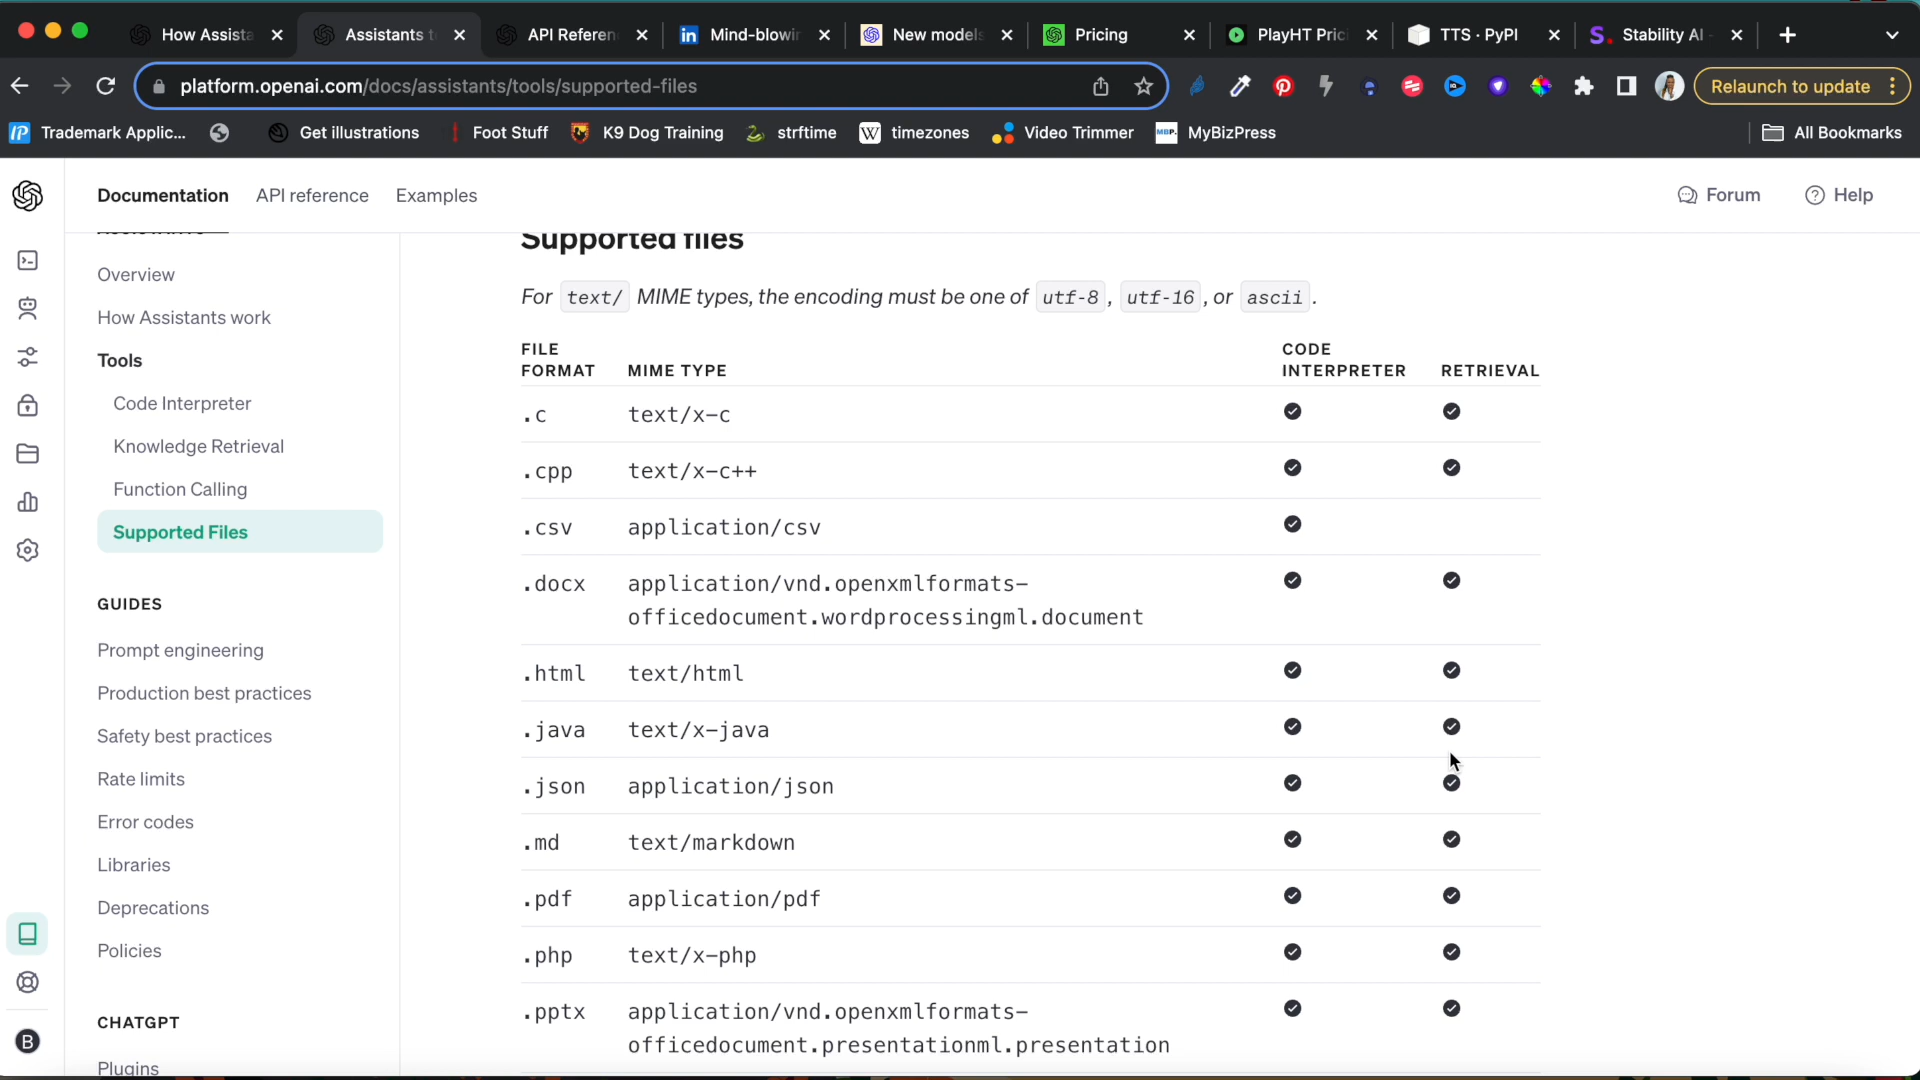 How Assista
Assistants t
API Referen
Mind-blowin
New models
Pricing
PlayHT Prici
TTS · PyPI
Stability AI -
platform.openai.com/docs/assistants/tools/supported-files
Relaunch to update
Trademark Applic...
Get illustrations
Foot Stuff
K9 Dog Training
strftime
timezones
Video Trimmer
MyBizPress
All Bookmarks
Documentation
API reference
Examples
Forum
Help
Overview
How Assistants work
Tools
Code Interpreter
Knowledge Retrieval
Function Calling
Supported Files
GUIDES
Prompt engineering
Production best practices
Safety best practices
Rate limits
Error codes
Libraries
Deprecations
Policies
CHATGPT
Plugins
B
Supported files
For text/ MIME types, the encoding must be one of utf-8 , utf-16 , or ascii .
FILE FORMAT MIME TYPE CODE INTERPRETER RETRIEVAL
.c text/x-c
.cpp text/x-c++
.csv application/csv
.docx application/vnd.openxmlformats-
officedocument.wordprocessingml.document
.html text/html
.java text/x-java
.json application/json
.md text/markdown
.pdf application/pdf
.php text/x-php
.pptx application/vnd.openxmlformats-
officedocument.presentationml.presentation